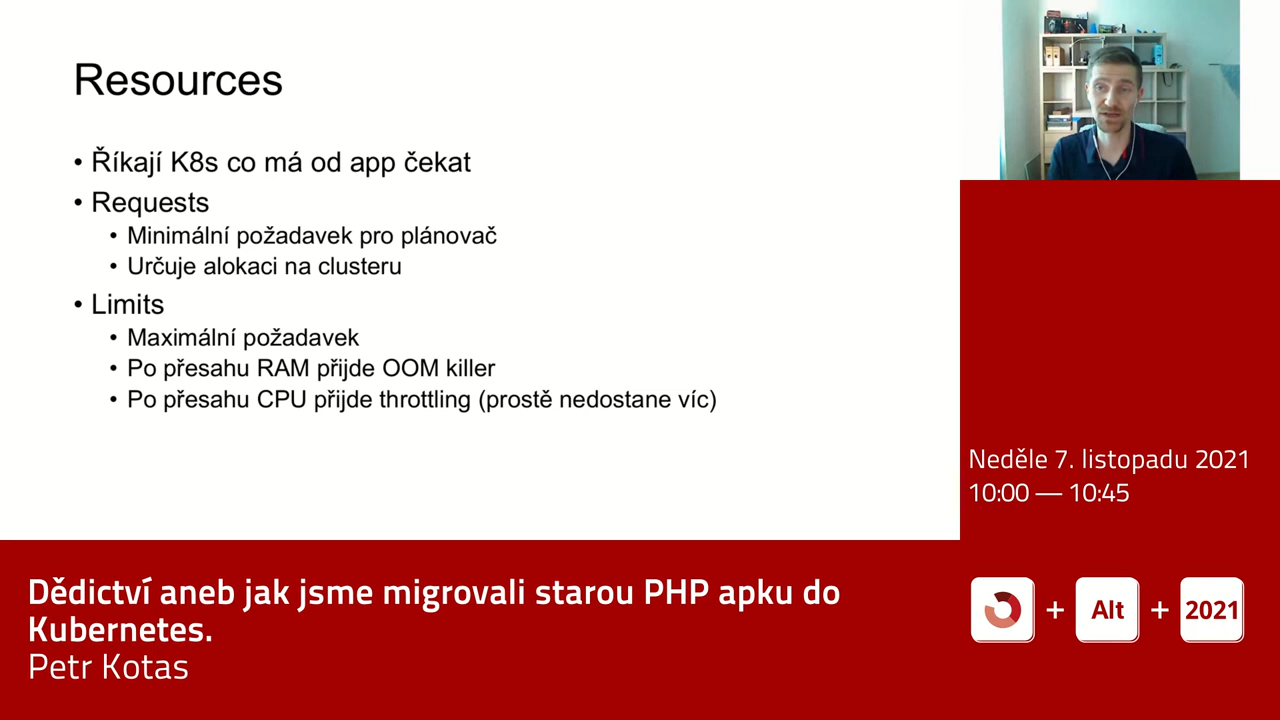 Resources
• Říkají K8s co má od app čekat
• Requests
• Minimální požadavek pro plánovač
• Určuje alokaci na clusteru
• Limits
• Maximální požadavek
• Po přesahu RAM přijde OOM killer
• Po přesahu CPU přijde throttling (prostě nedostane víc)
Neděle 7. listopadu 2021
10:00 — 10:45
Dědictví aneb jak jsme migrovali starou PHP apku do
Kubernetes.
Petr Kotas
+ Alt + 2021